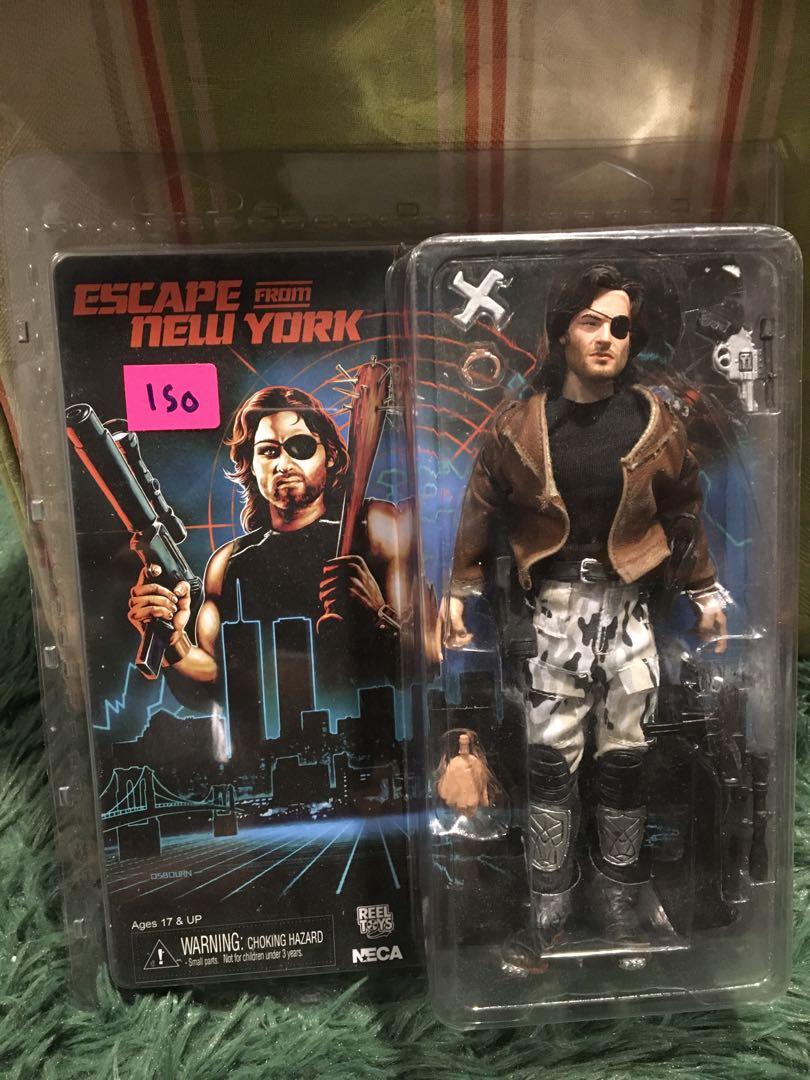 ESCAPE FROM
NEW YORK
150
OSBOURN
Ages 17 & UP
WARNING: CHOKING HAZARD
- Small parts. Not for children under 3 years.
REEL
TOYS
NECA